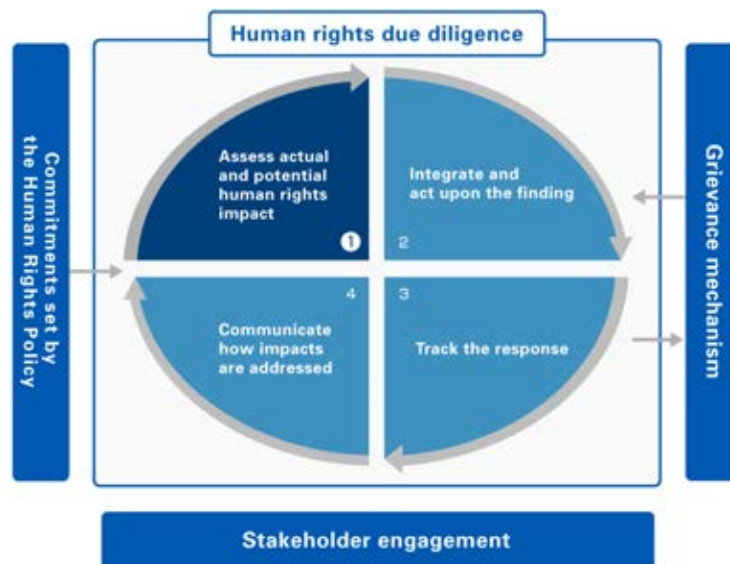 Human rights due diligence
Commitments set by
the Human Rights Policy
Assess actual
and potential
human rights
impact
1
Integrate and
act upon the finding
2
3
Track the response
4
Communicate
how impacts
are addressed
Grievance mechanism
Stakeholder engagement